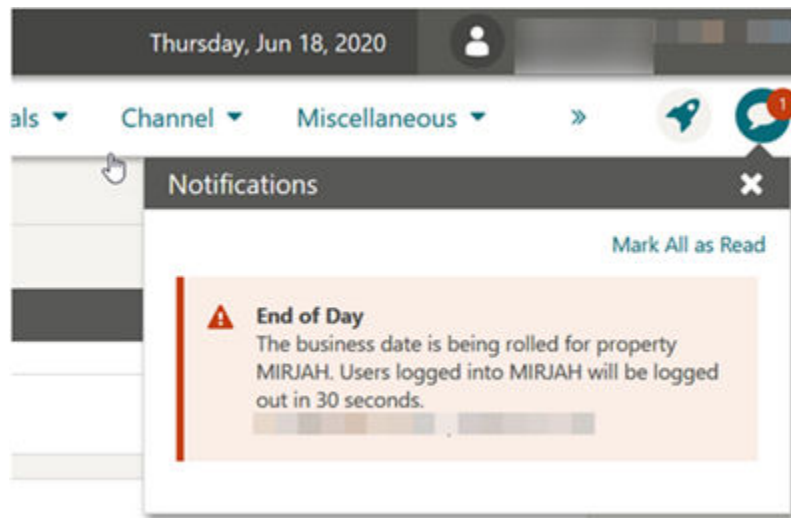 Thursday, Jun 18, 2020
als Channel Miscellaneous » 1
Notifications
Mark All as Read
End of Day
The business date is being rolled for property
MIRJAH. Users logged into MIRJAH will be logged
out in 30 seconds.